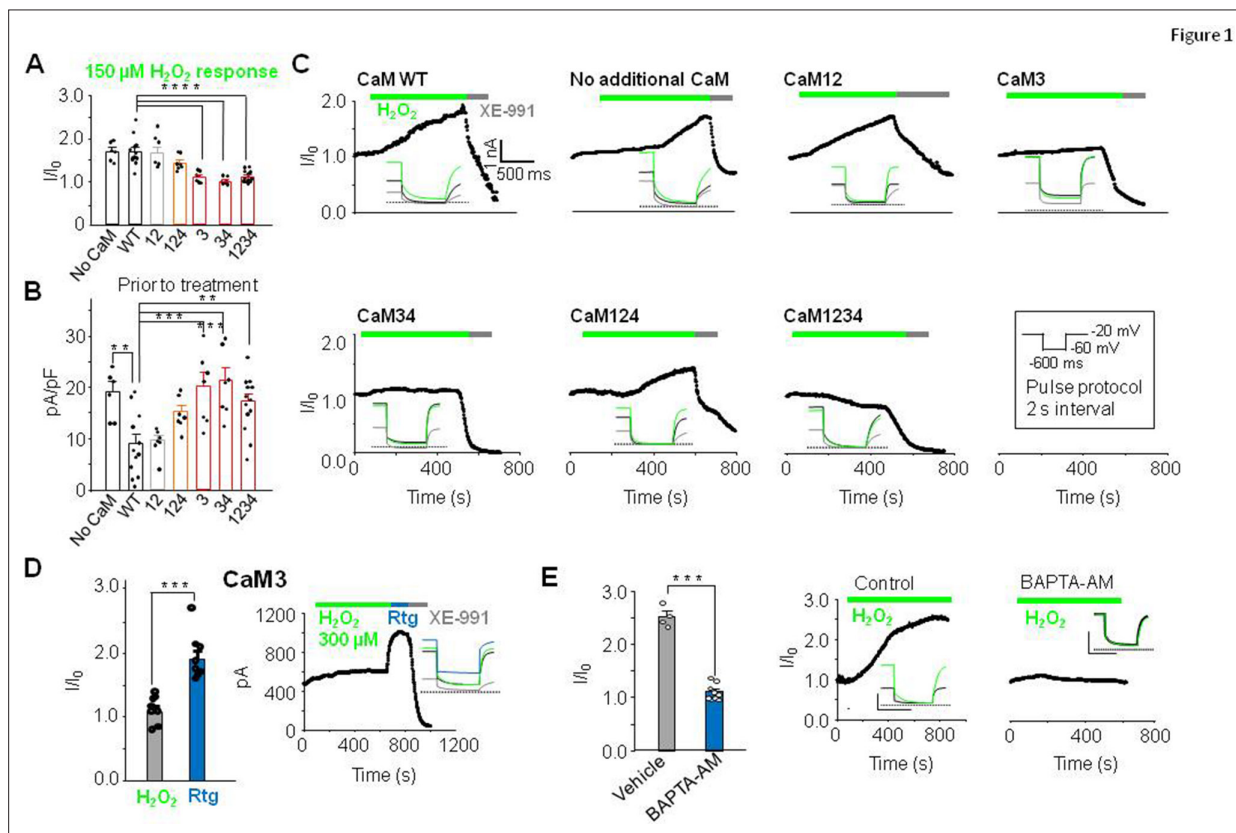 Figure 1
A
150 µM H₂O₂ response
I/I₀
3.0
2.0
1.0
0.0
* * * *
No CaM
WT
12
124
3
34
1234
B
Prior to treatment
pA/pF
30
20
10
0
* *
* * *
* * *
* *
No CaM
WT
12
124
3
34
1234
C
CaM WT
H₂O₂
XE-991
I/I₀
2.0
1.0
0.0
1 nA
500 ms
No additional CaM
CaM12
CaM3
CaM34
I/I₀
2.0
1.0
0.0
0 400 800
Time (s)
CaM124
0 400 800
Time (s)
CaM1234
0 400 800
Time (s)
-20 mV
-60 mV
-600 ms
Pulse protocol
2 s interval
0 400 800
Time (s)
D
CaM3
* * *
I/I₀
3.0
2.0
1.0
0.0
H₂O₂
Rtg
H₂O₂
300 µM
Rtg
XE-991
pA
1200
800
400
0
0 400 800 1200
Time (s)
E
* * *
I/I₀
3.0
2.0
1.0
0.0
Vehicle
BAPTA-AM
Control
H₂O₂
I/I₀
3.0
2.0
1.0
0.0
0 400 800
Time (s)
BAPTA-AM
H₂O₂
0 400 800
Time (s)